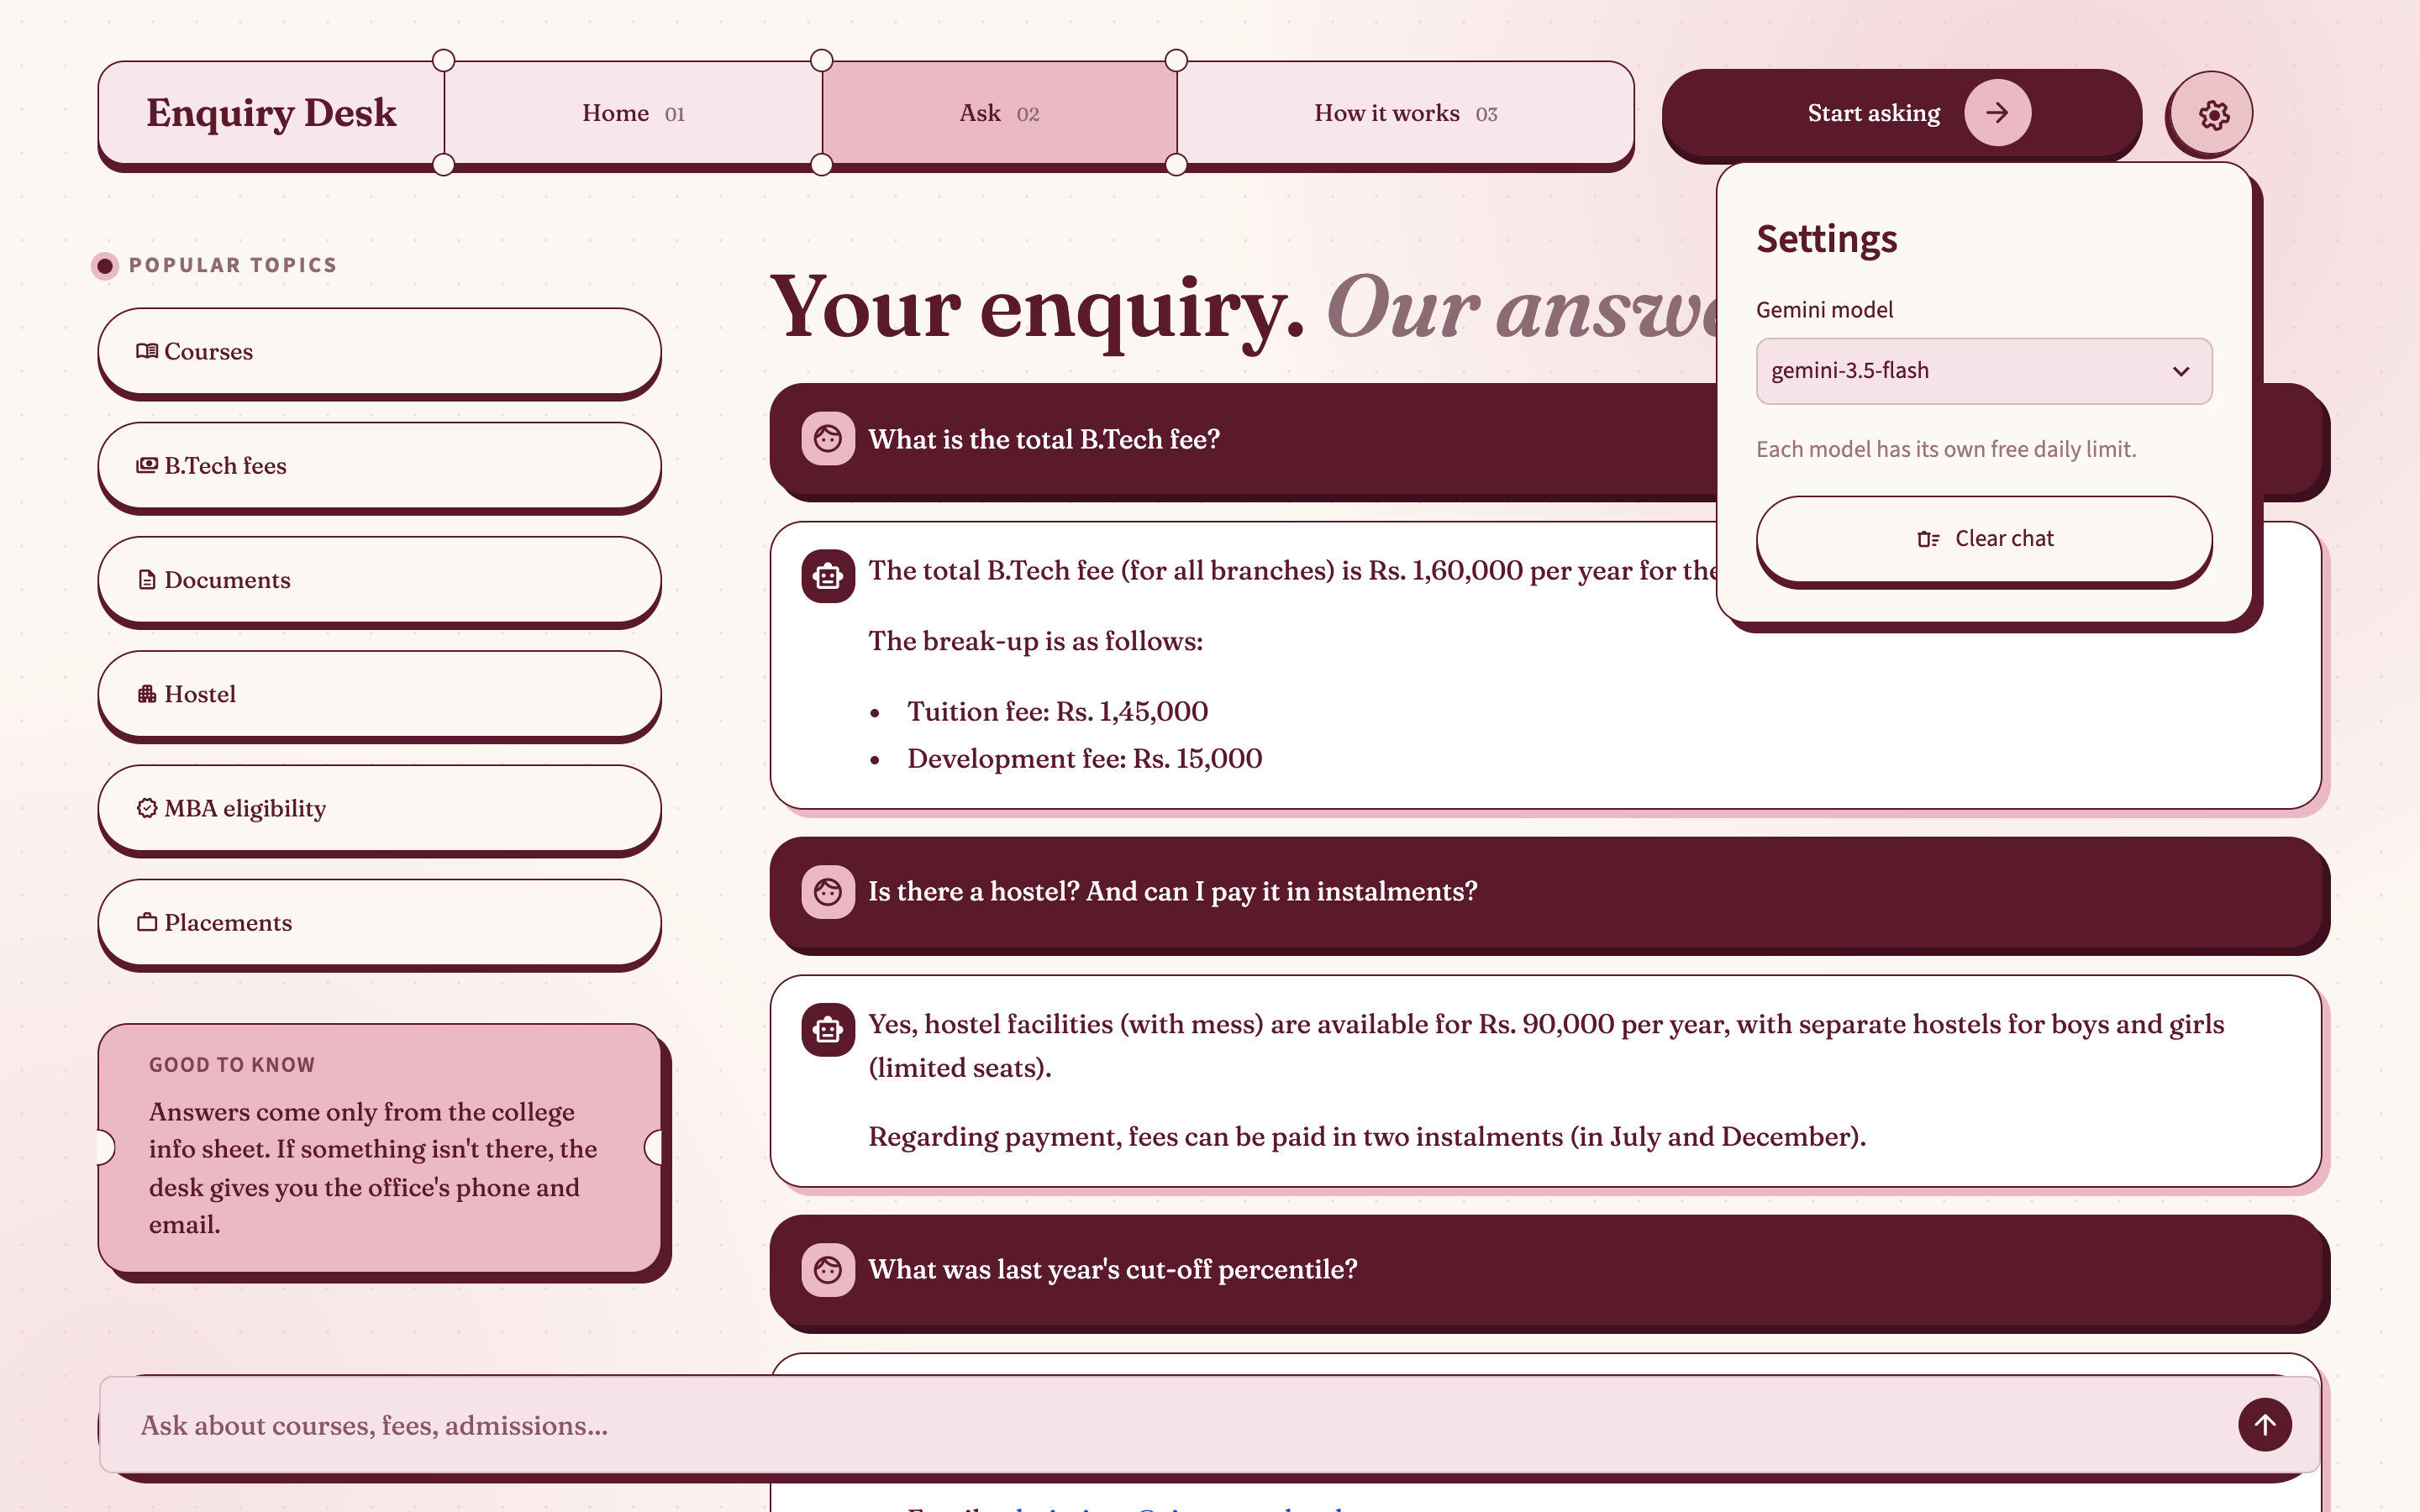 Enquiry Desk
Home 01
Ask 02
How it works 03
Start asking
POPULAR TOPICS
Courses
B.Tech fees
Documents
Hostel
MBA eligibility
Placements
GOOD TO KNOW
Answers come only from the college
info sheet. If something isn't there, the
desk gives you the office's phone and
email.
Your enquiry. Our
Settings
Gemini model
gemini-3.5-flash
Each model has its own free daily limit.
Clear chat
What is the total B.Tech fee?
The total B.Tech fee (for all branches) is Rs. 1,60,000 per year for the
The break-up is as follows:
• Tuition fee: Rs. 1,45,000
• Development fee: Rs. 15,000
Is there a hostel? And can I pay it in instalments?
Yes, hostel facilities (with mess) are available for Rs. 90,000 per year, with separate hostels for boys and girls
(limited seats).
Regarding payment, fees can be paid in two instalments (in July and December).
What was last year's cut-off percentile?
Ask about courses, fees, admissions...